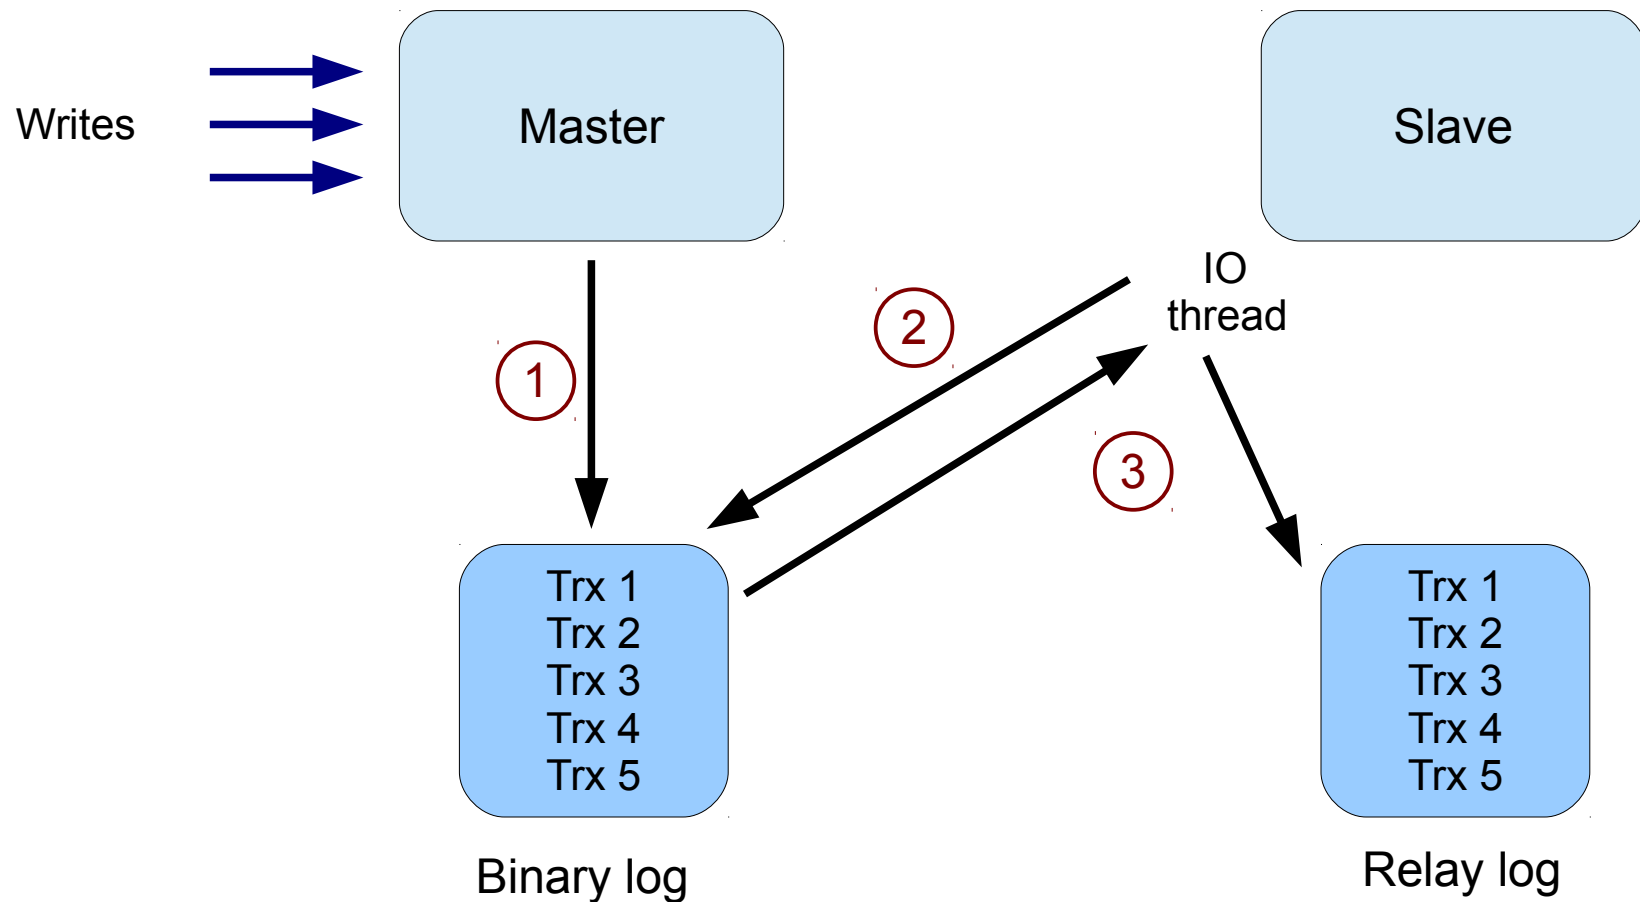 Writes
Master
Slave
IO
thread
1
2
3
Trx 1
Trx 2
Trx 3
Trx 4
Trx 5
Binary log
Trx 1
Trx 2
Trx 3
Trx 4
Trx 5
Relay log